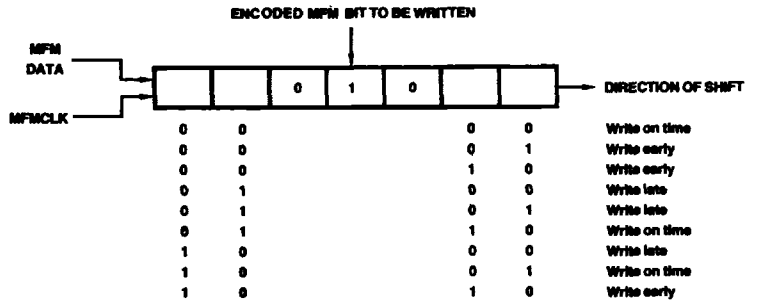 ENCODED MFM BIT TO BE WRITTEN
MFM
DATA
0 1 0 DIRECTION OF SHIFT
MFMCLK
0 0 0 0 Write on time
0 0 0 1 Write early
0 0 1 0 Write early
0 1 0 0 Write late
0 1 0 1 Write late
0 1 1 0 Write on time
1 0 0 0 Write late
1 0 0 1 Write on time
1 0 1 0 Write early